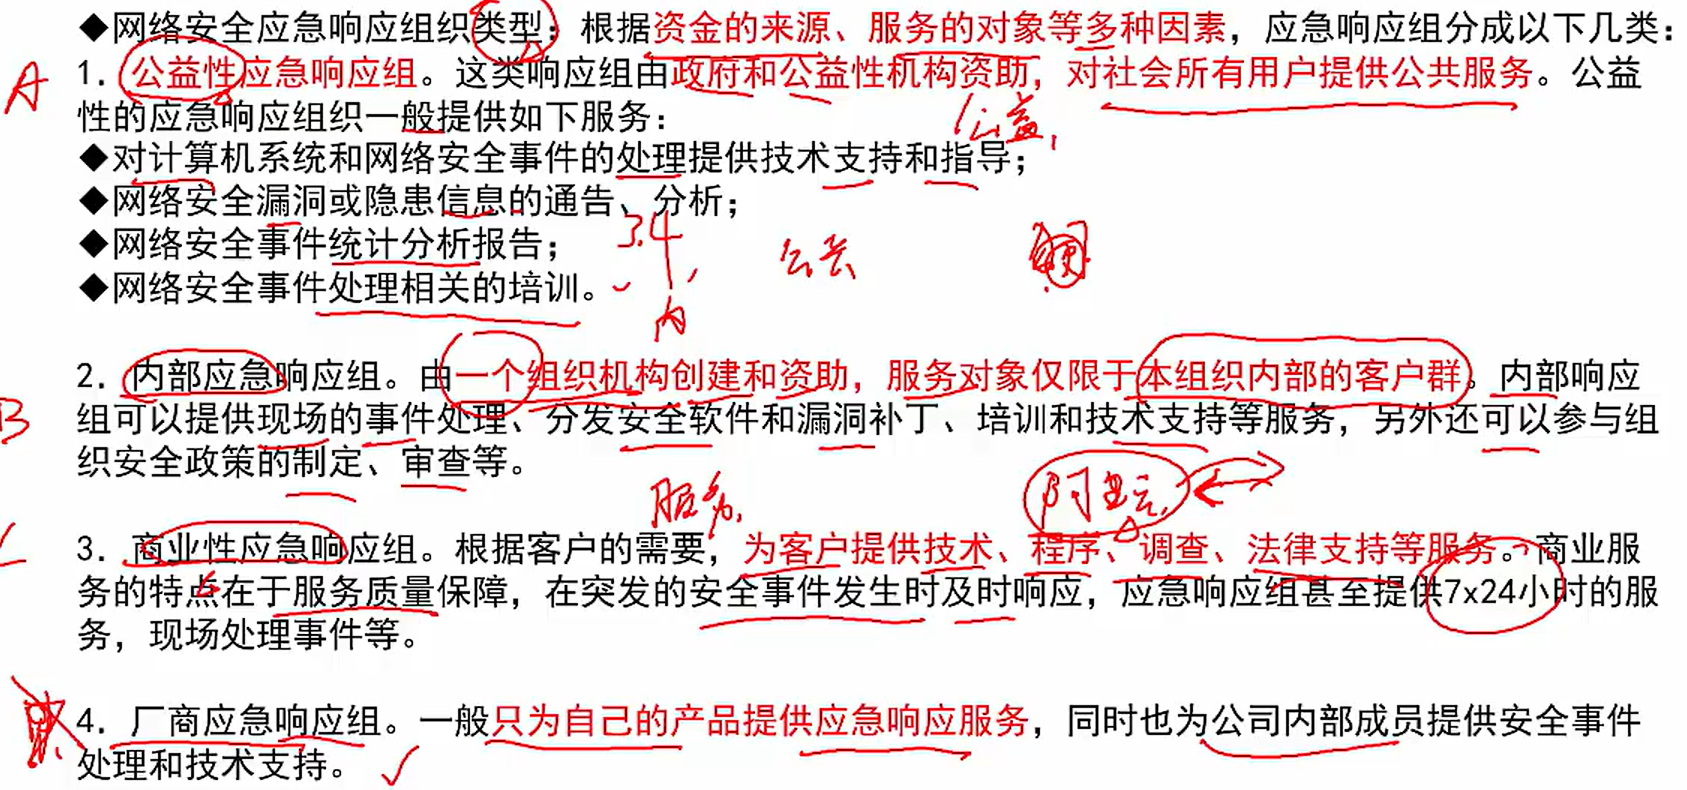 ◆网络安全应急响应组织类型：根据资金的来源、服务的对象等多种因素，应急响应组分成以下几类：
A
1．公益性应急响应组。这类响应组由政府和公益性机构资助，对社会所有用户提供公共服务。公益
性的应急响应组织一般提供如下服务：
公益
◆对计算机系统和网络安全事件的处理提供技术支持和指导；
◆网络安全漏洞或隐患信息的通告、分析；
◆网络安全事件统计分析报告；
◆网络安全事件处理相关的培训。
内
2．内部应急响应组。由一个组织机构创建和资助，服务对象仅限于本组织内部的客户群。内部响应
B
组可以提供现场的事件处理、分发安全软件和漏洞补丁、培训和技术支持等服务，另外还可以参与组
织安全政策的制定、审查等。
服务
阿里云
3．商业性应急响应组。根据客户的需要，为客户提供技术、程序、调查、法律支持等服务。商业服
务的特点在于服务质量保障，在突发的安全事件发生时及时响应，应急响应组甚至提供7x24小时的服
务，现场处理事件等。
4．厂商应急响应组。一般只为自己的产品提供应急响应服务，同时也为公司内部成员提供安全事件
处理和技术支持。